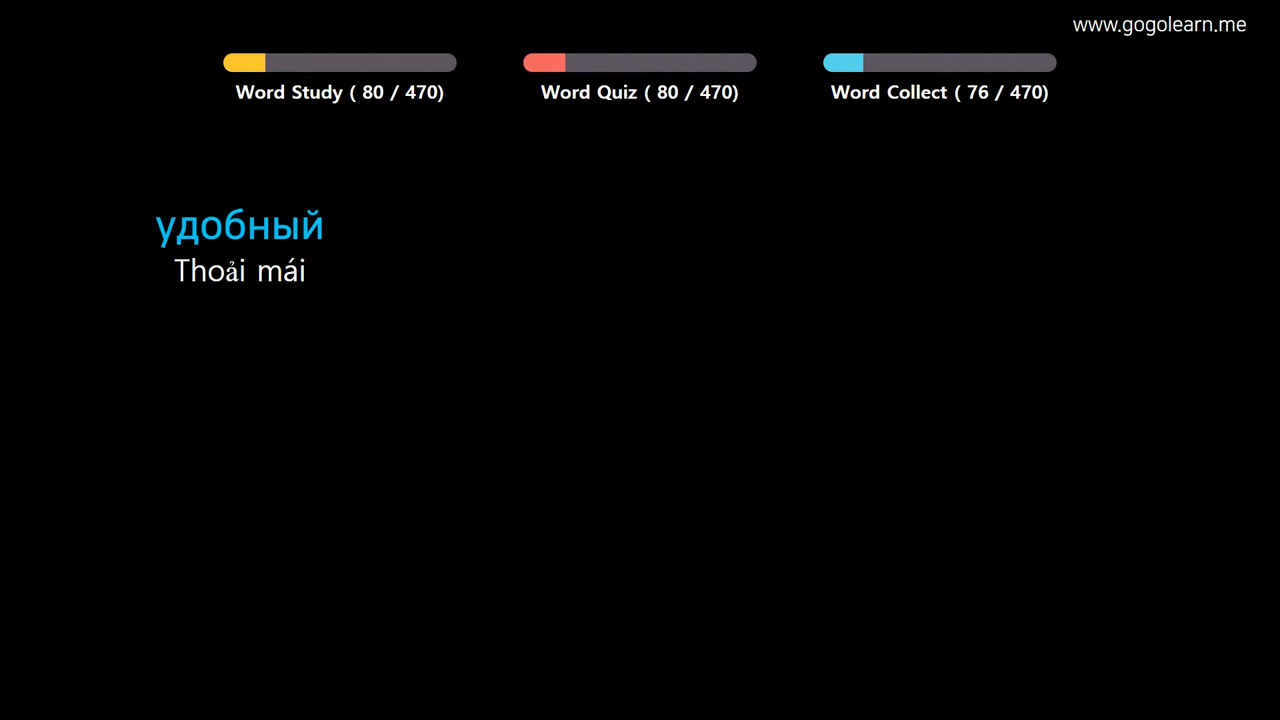 www.gogolearn.me
Word Study ( 80 / 470)
Word Quiz ( 80 / 470)
Word Collect ( 76 / 470)
удобный
Thoải mái